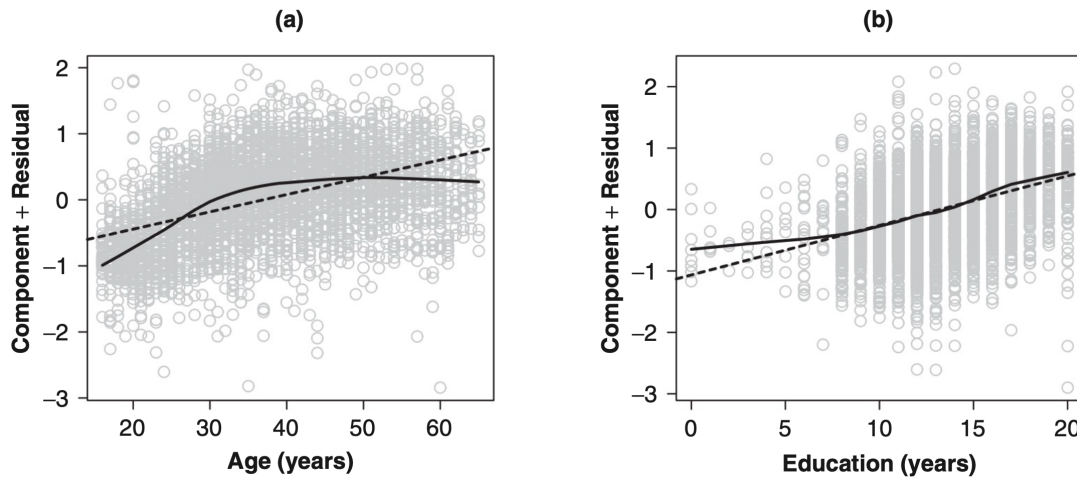 (a)
Component + Residual
2
1
0
−1
−2
−3
20 30 40 50 60
Age (years)
(b)
Component + Residual
2
1
0
−1
−2
−3
0 5 10 15 20
Education (years)